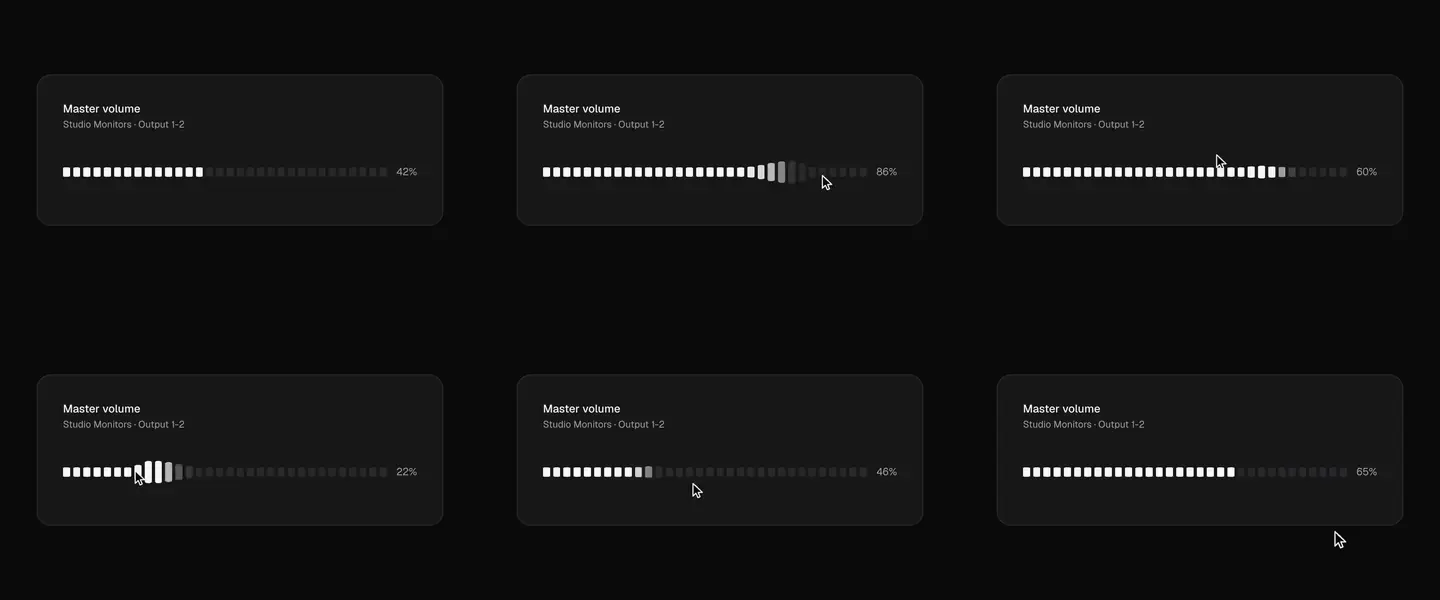 Master volume
Studio Monitors · Output 1-2
42%
Master volume
Studio Monitors · Output 1-2
86%
Master volume
Studio Monitors · Output 1-2
60%
Master volume
Studio Monitors · Output 1-2
22%
Master volume
Studio Monitors · Output 1-2
46%
Master volume
Studio Monitors · Output 1-2
65%